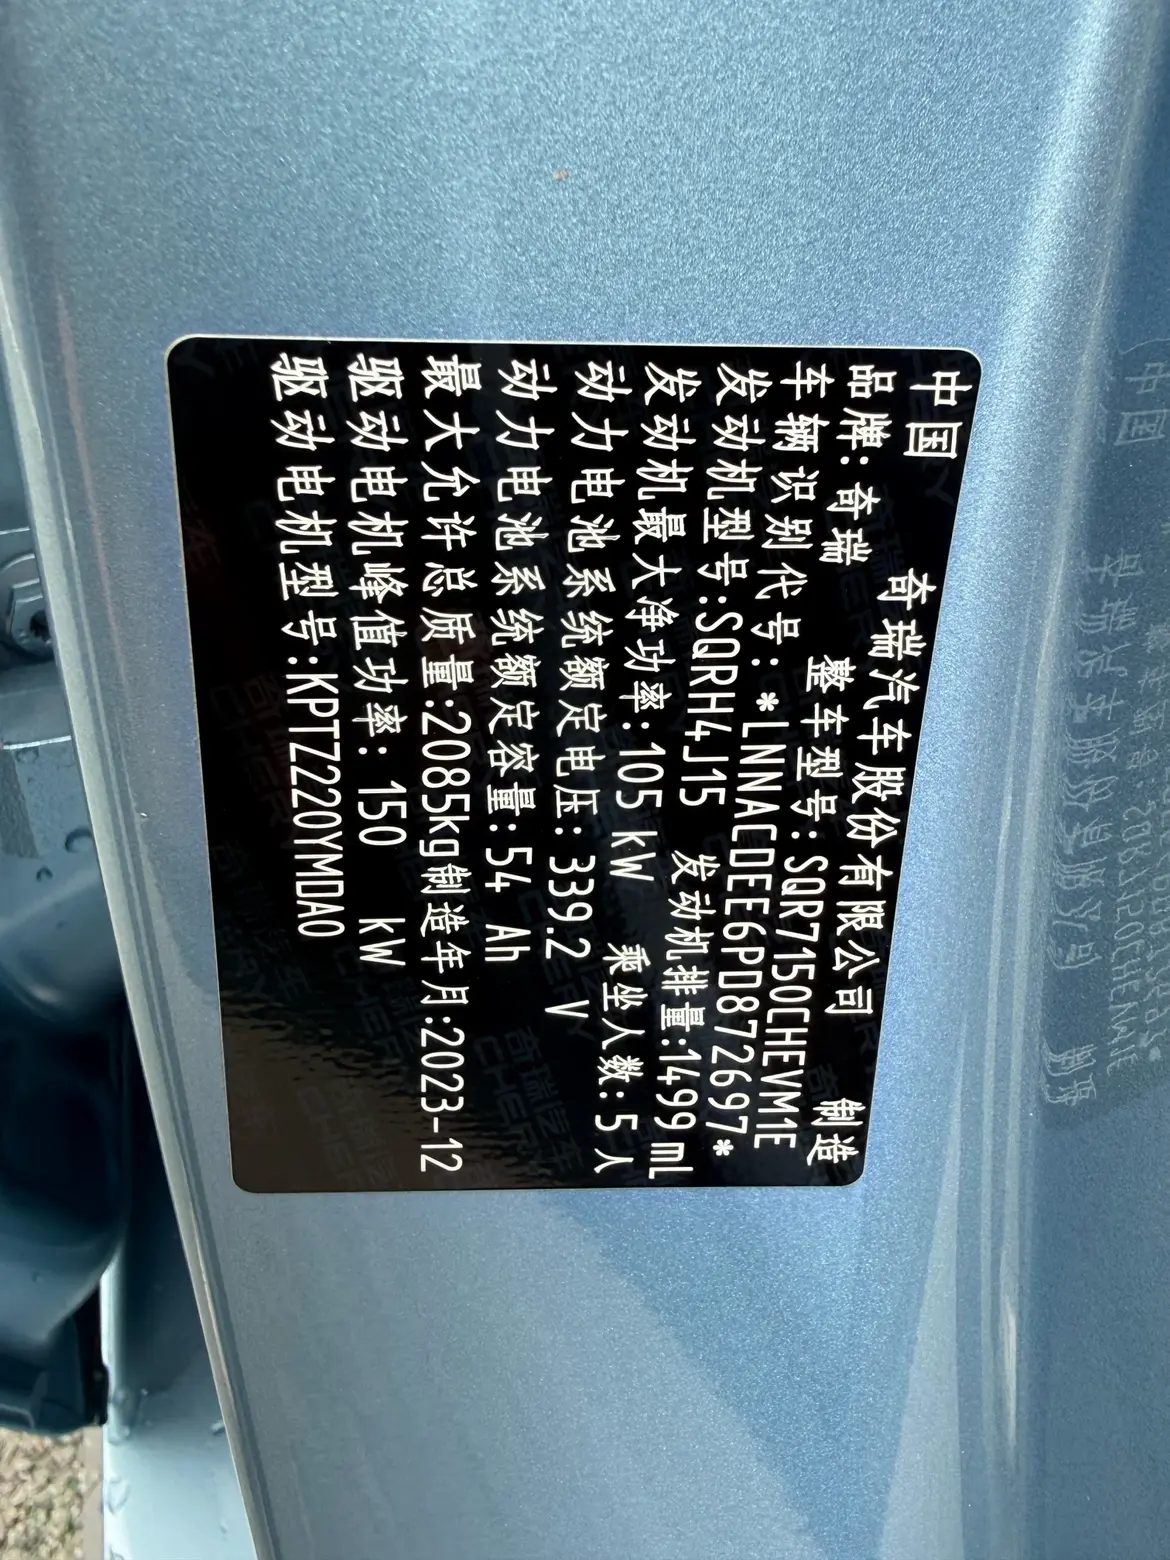 中国 奇瑞汽车股份有限公司 制造
品牌:奇瑞 整车型号:SQR7150CHEVM1E
车辆识别代号:*LNNACDEE6PD872697*
发动机型号:SQRH4J15 发动机排量:1499 mL
发动机最大净功率:105 kW 乘坐人数:5人
动力电池系统额定电压:339.2 V
动力电池系统额定容量:54 Ah
最大允许总质量:2085kg制造年月:2023-12
驱动电机峰值功率: 150 kW
驱动电机型号:KPTZ220YMDA0